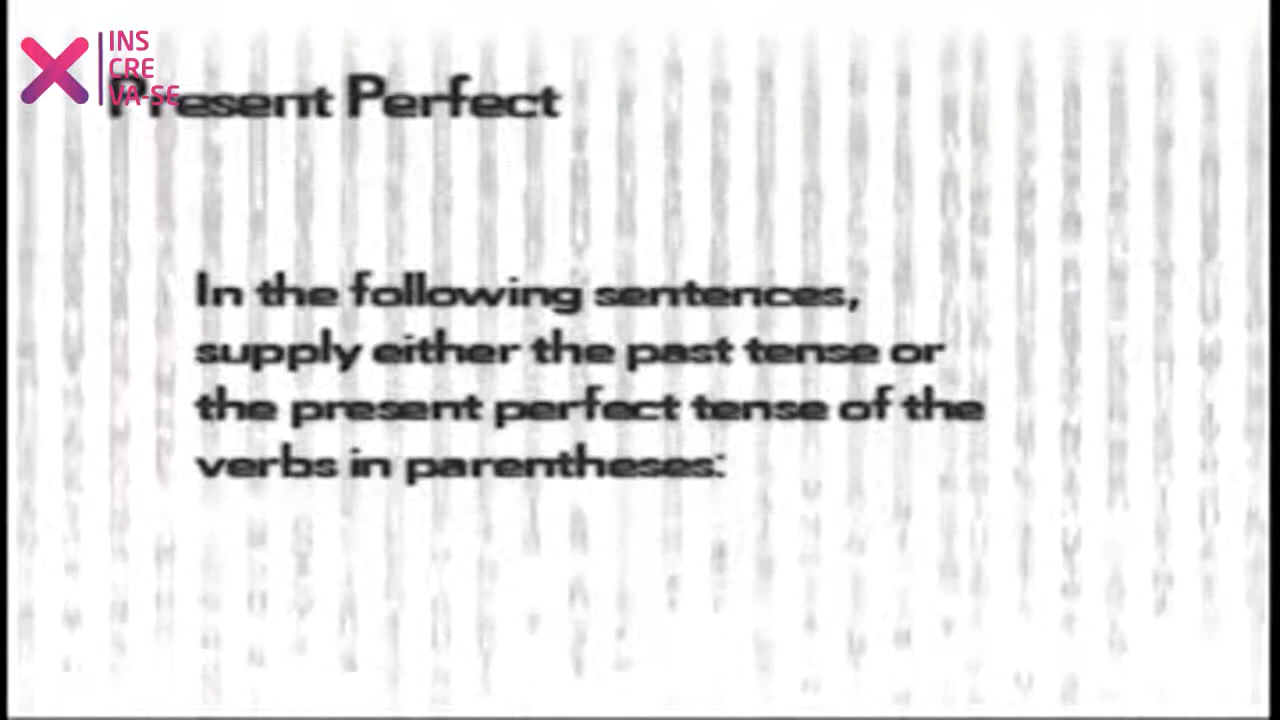 INS
CRE
VA-SE
Present Perfect
In the following sentences,
supply either the past tense or
the present perfect tense of the
verbs in parentheses: